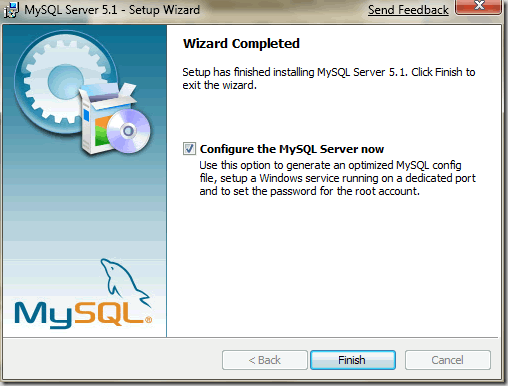 MySQL Server 5.1 - Setup Wizard
Send Feedback
Wizard Completed
Setup has finished installing MySQL Server 5.1. Click Finish to
exit the wizard.
Configure the MySQL Server now
Use this option to generate an optimized MySQL config
file, setup a Windows service running on a dedicated port
and to set the password for the root account.
MySQL®
< Back
Finish
Cancel